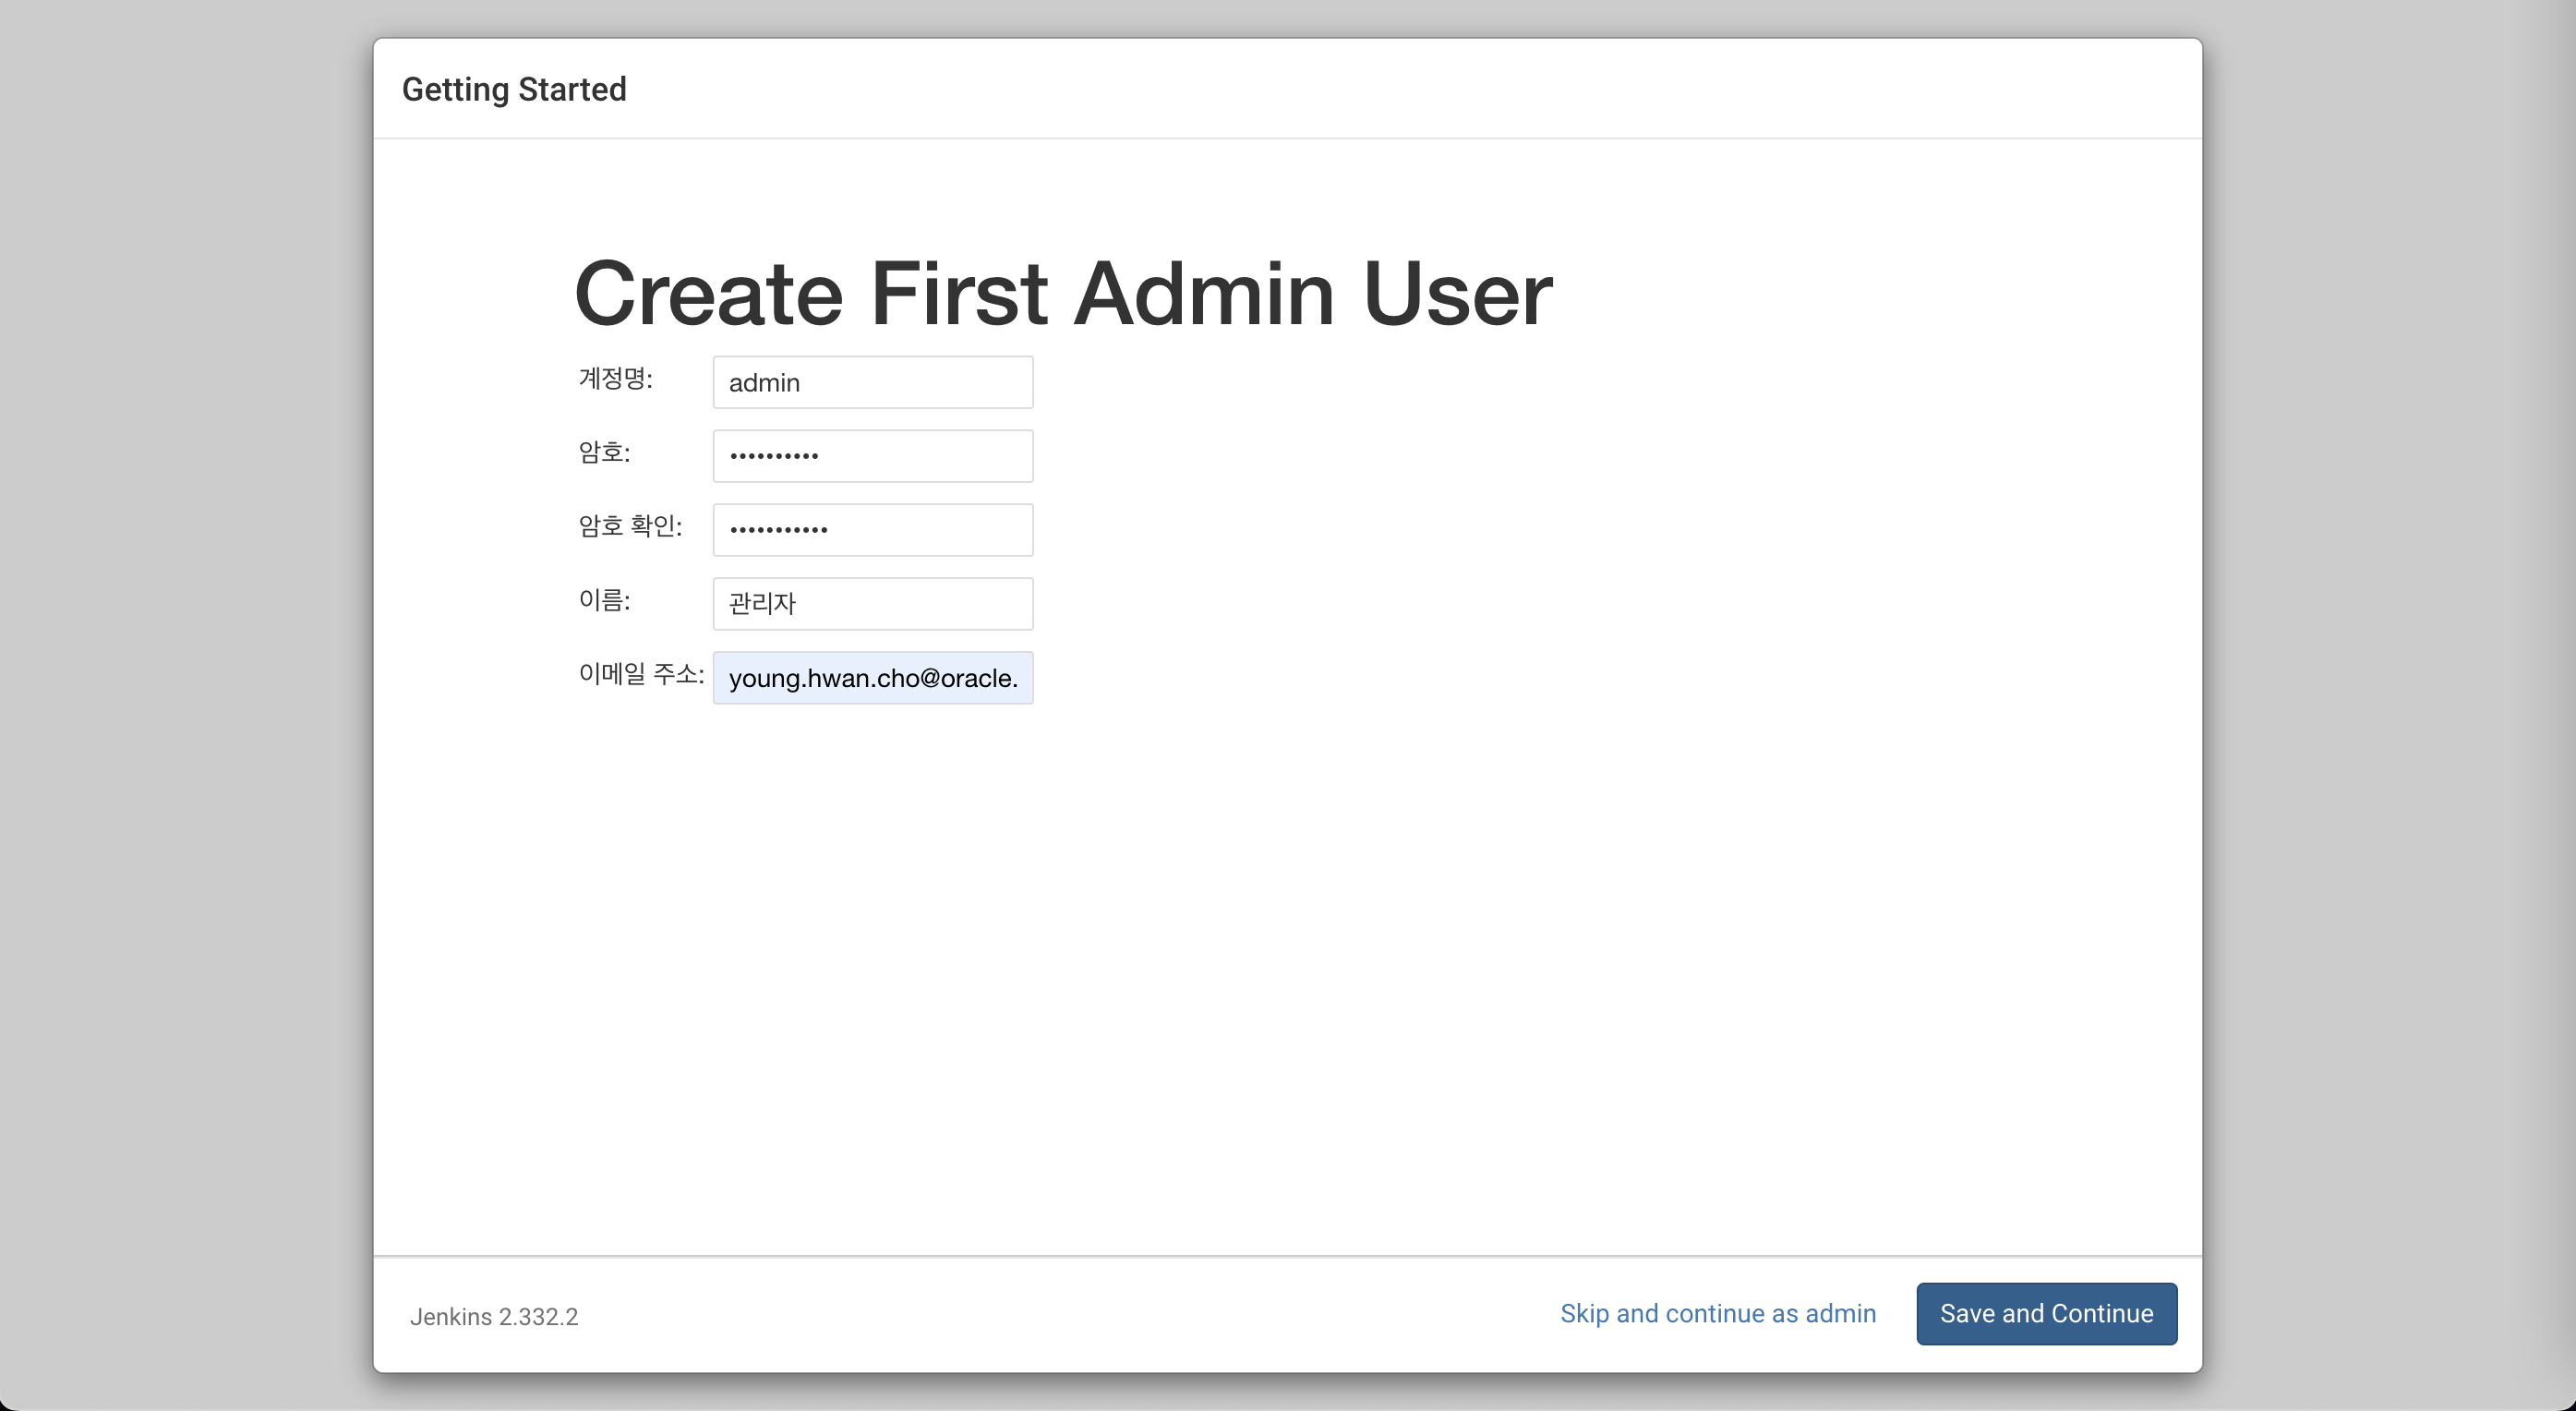 Getting Started
Create First Admin User
계정명: admin
암호: ••••••••••
암호 확인: •••••••••••
이름: 관리자
이메일 주소: young.hwan.cho@oracle.
Jenkins 2.332.2
Skip and continue as admin
Save and Continue